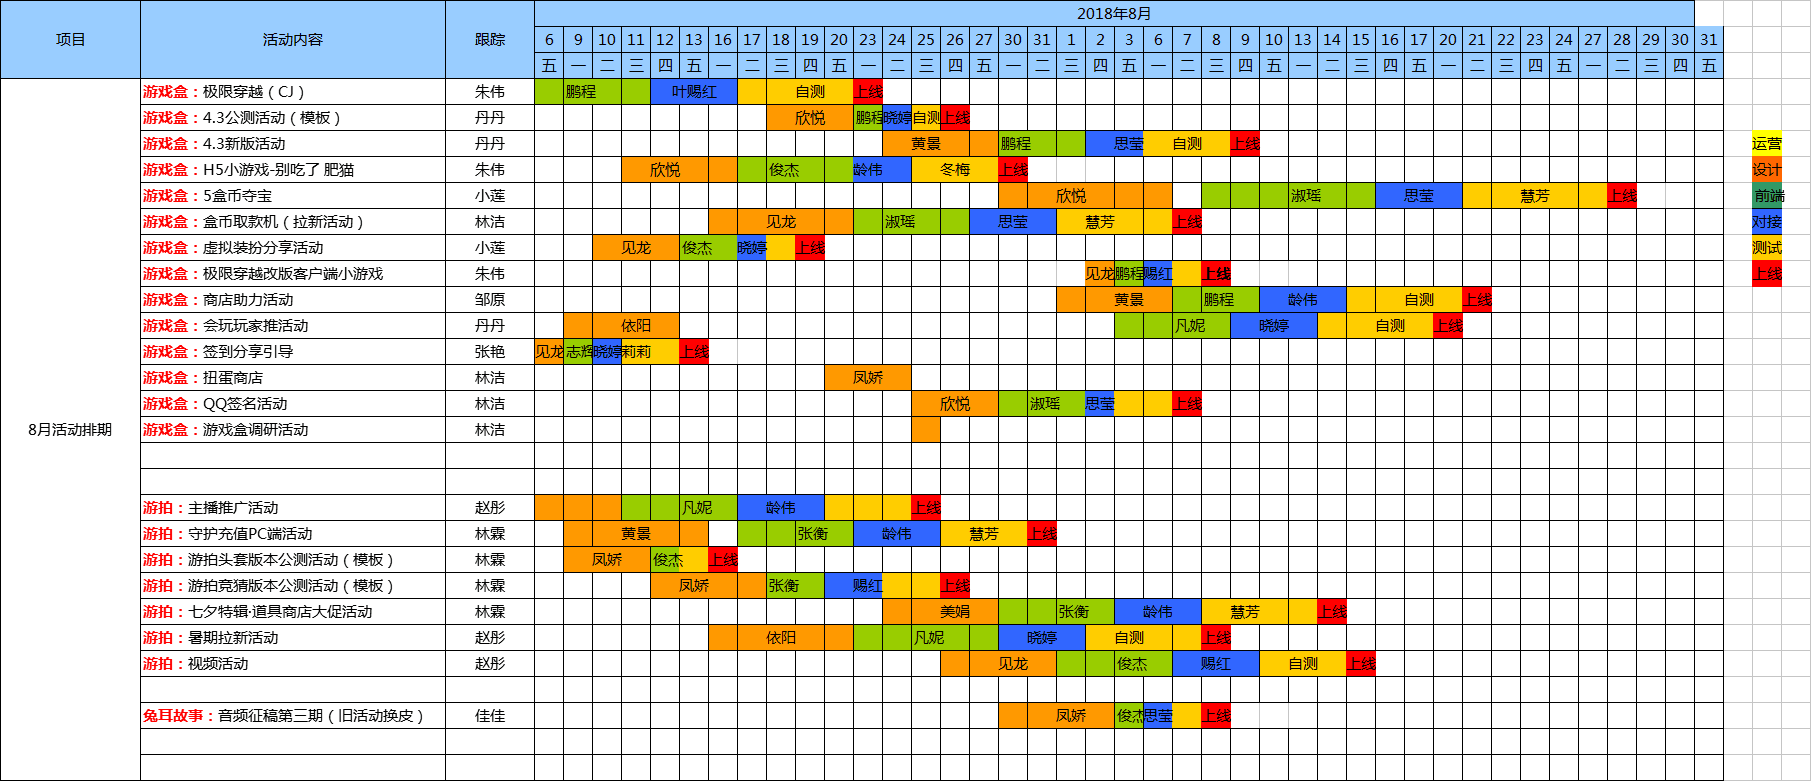 项目 活动内容 跟踪 2018年8月
6 9 10 11 12 13 16 17 18 19 20 23 24 25 26 27 30 31 1 2 3 6 7 8 9 10 13 14 15 16 17 20 21 22 23 24 27 28 29 30 31
五 一 二 三 四 五 一 二 三 四 五 一 二 三 四 五 一 二 三 四 五 一 二 三 四 五 一 二 三 四 五 一 二 三 四 五 一 二 三 四 五
游戏盒：极限穿越（CJ） 朱伟 鹏程 叶赐红 自测 上线
游戏盒：4.3公测活动（模板） 丹丹 欣悦 鹏程 晓婷 自测 上线
游戏盒：4.3新版活动 丹丹 黄景 鹏程 思莹 自测 上线 运营
游戏盒：H5小游戏-别吃了 肥猫 朱伟 欣悦 俊杰 龄伟 冬梅 上线 设计
游戏盒：5盒币夺宝 小莲 欣悦 淑瑶 思莹 慧芳 上线 前端
游戏盒：盒币取款机（拉新活动） 林洁 见龙 淑瑶 思莹 慧芳 上线 对接
游戏盒：虚拟装扮分享活动 小莲 见龙 俊杰 晓婷 上线 测试
游戏盒：极限穿越改版客户端小游戏 朱伟 见龙 鹏程 赐红 上线 上线
游戏盒：商店助力活动 邹原 黄景 鹏程 龄伟 自测 上线
游戏盒：会玩玩家推活动 丹丹 依阳 凡妮 晓婷 自测 上线
游戏盒：签到分享引导 张艳 见龙 志辉 晓婷 莉莉 上线
游戏盒：扭蛋商店 林洁 凤娇
游戏盒：QQ签名活动 林洁 欣悦 淑瑶 思莹 上线
8月活动排期 游戏盒：游戏盒调研活动 林洁
游拍：主播推广活动 赵彤 凡妮 龄伟 上线
游拍：守护充值PC端活动 林霖 黄景 张衡 龄伟 慧芳 上线
游拍：游拍头套版本公测活动（模板） 林霖 凤娇 俊杰 上线
游拍：游拍竞猜版本公测活动（模板） 林霖 凤娇 张衡 赐红 上线
游拍：七夕特辑·道具商店大促活动 林霖 美娟 张衡 龄伟 慧芳 上线
游拍：暑期拉新活动 赵彤 依阳 凡妮 晓婷 自测 上线
游拍：视频活动 赵彤 见龙 俊杰 赐红 自测 上线
兔耳故事：音频征稿第三期（旧活动换皮） 佳佳 凤娇 俊杰 思莹 上线